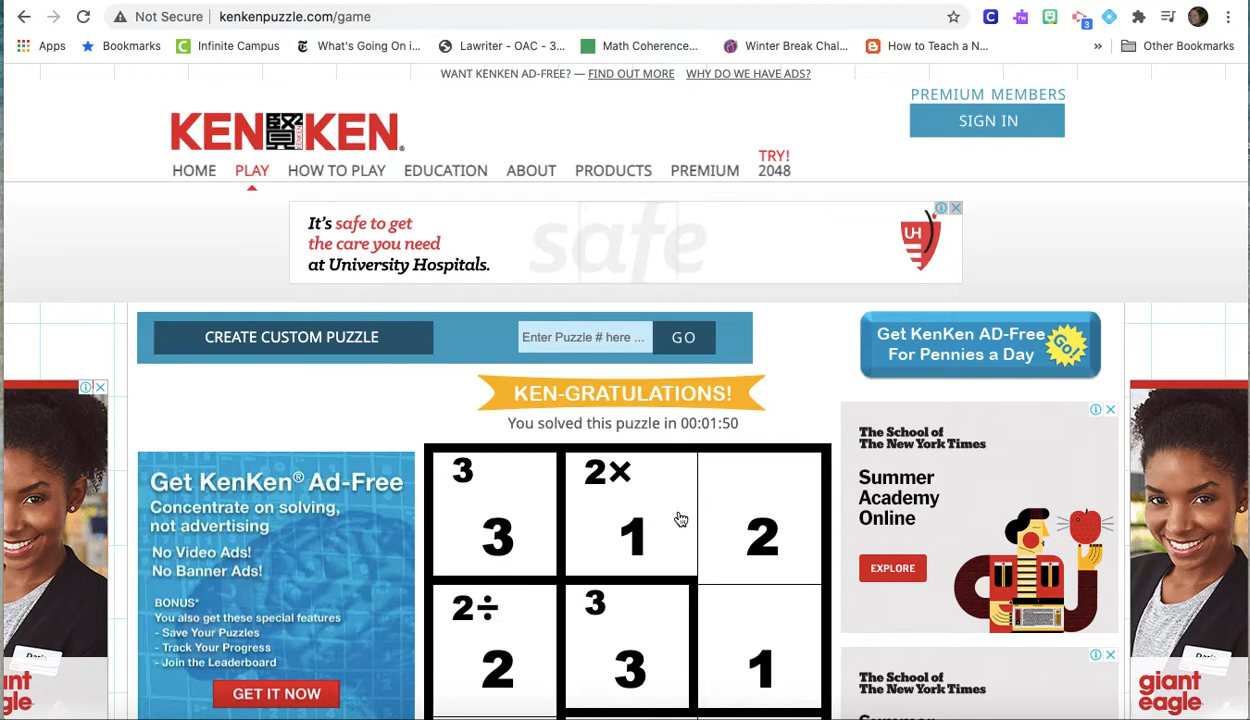 Not Secure | kenkenpuzzle.com/game
Apps Bookmarks Infinite Campus What's Going On i... Lawriter - OAC - 3... Math Coherence... Winter Break Chal... How to Teach a N... » Other Bookmarks
WANT KENKEN AD-FREE? — FIND OUT MORE WHY DO WE HAVE ADS?
PREMIUM MEMBERS
SIGN IN
KENKEN
HOME PLAY HOW TO PLAY EDUCATION ABOUT PRODUCTS PREMIUM TRY! 2048
It's safe to get
the care you need
at University Hospitals.
safe
UH
CREATE CUSTOM PUZZLE
Enter Puzzle # here ...
GO
Get KenKen AD-Free
For Pennies a Day
Go!
KEN-GRATULATIONS!
You solved this puzzle in 00:01:50
Get KenKen® Ad-Free
Concentrate on solving,
not advertising
No Video Ads!
No Banner Ads!
BONUS*
You also get these special features
- Save Your Puzzles
- Track Your Progress
- Join the Leaderboard
GET IT NOW
3 2×
3 1 2
2÷ 3
2 3 1
The School of
The New York Times
Summer
Academy
Online
EXPLORE
The School of
The New York Times
giant
eagle